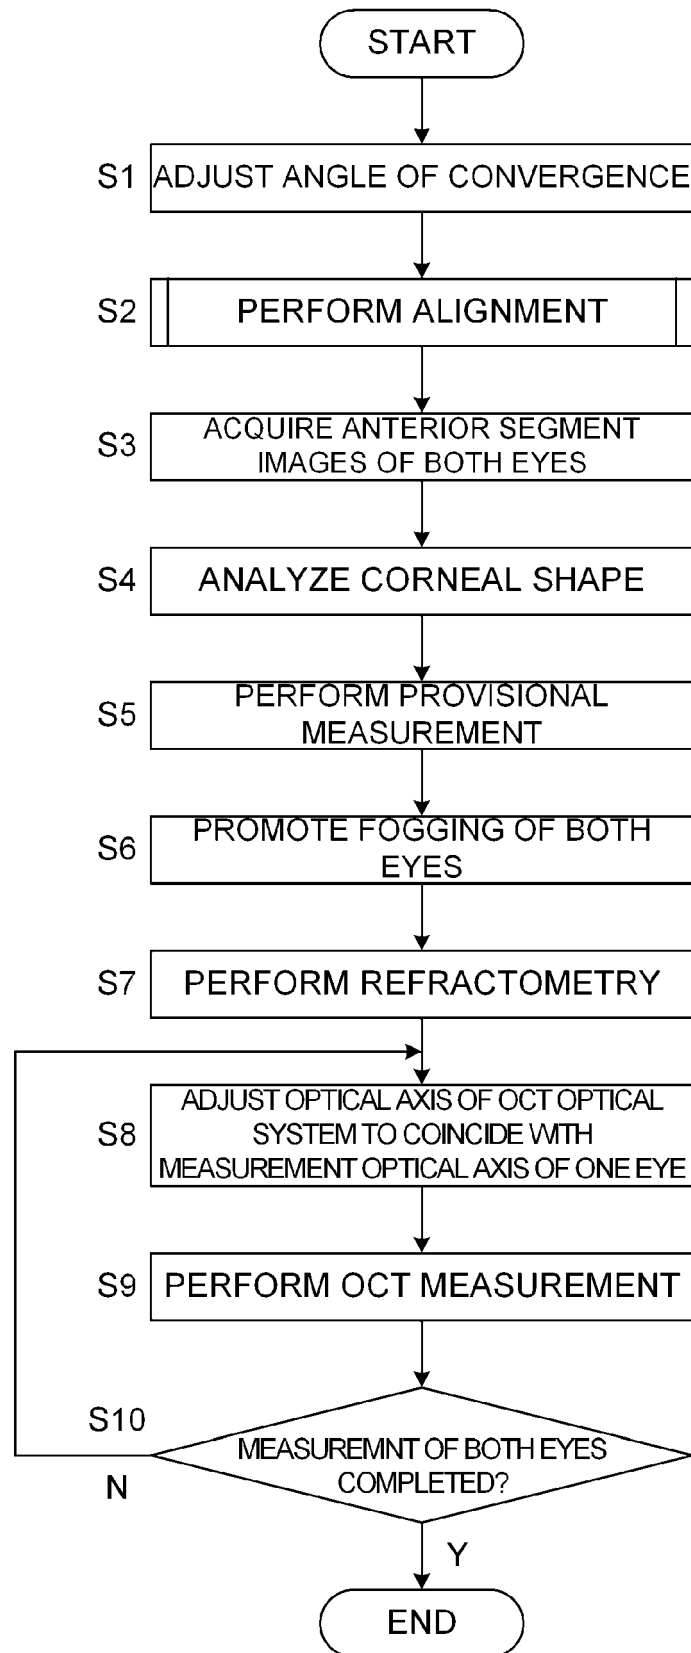 START
S1 ADJUST ANGLE OF CONVERGENCE
S2 PERFORM ALIGNMENT
S3 ACQUIRE ANTERIOR SEGMENT
IMAGES OF BOTH EYES
S4 ANALYZE CORNEAL SHAPE
S5 PERFORM PROVISIONAL
MEASUREMENT
S6 PROMOTE FOGGING OF BOTH
EYES
S7 PERFORM REFRACTOMETRY
S8 ADJUST OPTICAL AXIS OF OCT OPTICAL
SYSTEM TO COINCIDE WITH
MEASUREMENT OPTICAL AXIS OF ONE EYE
S9 PERFORM OCT MEASUREMENT
S10
MEASUREMNT OF BOTH EYES
COMPLETED?
N
Y
END